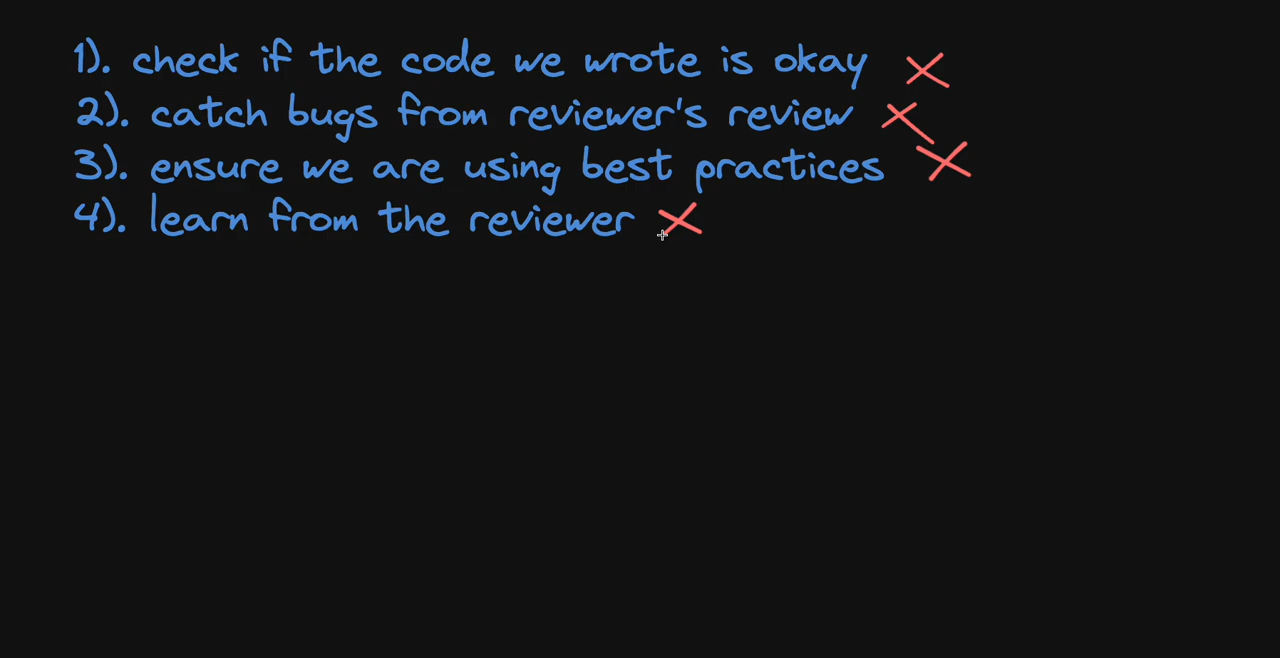 1). check if the code we wrote is okay
2). catch bugs from reviewer's review
3). ensure we are using best practices
4). learn from the reviewer